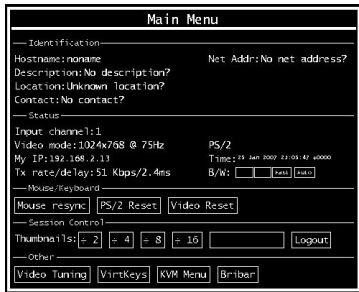 Main Menu
Identification
Hostname:noname Net Addr:No net address?
Description:No description?
Location:Unknown location?
Contact:No contact?
Status
Input channel:1
Video mode:1024x768 @ 75Hz PS/2
My IP:192.168.2.13 Time:25 Jan 2007 21:05:47 +0000
Tx rate/delay:51 Kbps/2.4ms B/W: Fast Auto
Mouse/Keyboard
Mouse resync PS/2 Reset Video Reset
Session Control
Thumbnails: ÷ 2 ÷ 4 ÷ 8 ÷ 16 Logout
Other
Video Tuning VirtKeys KVM Menu Bribar